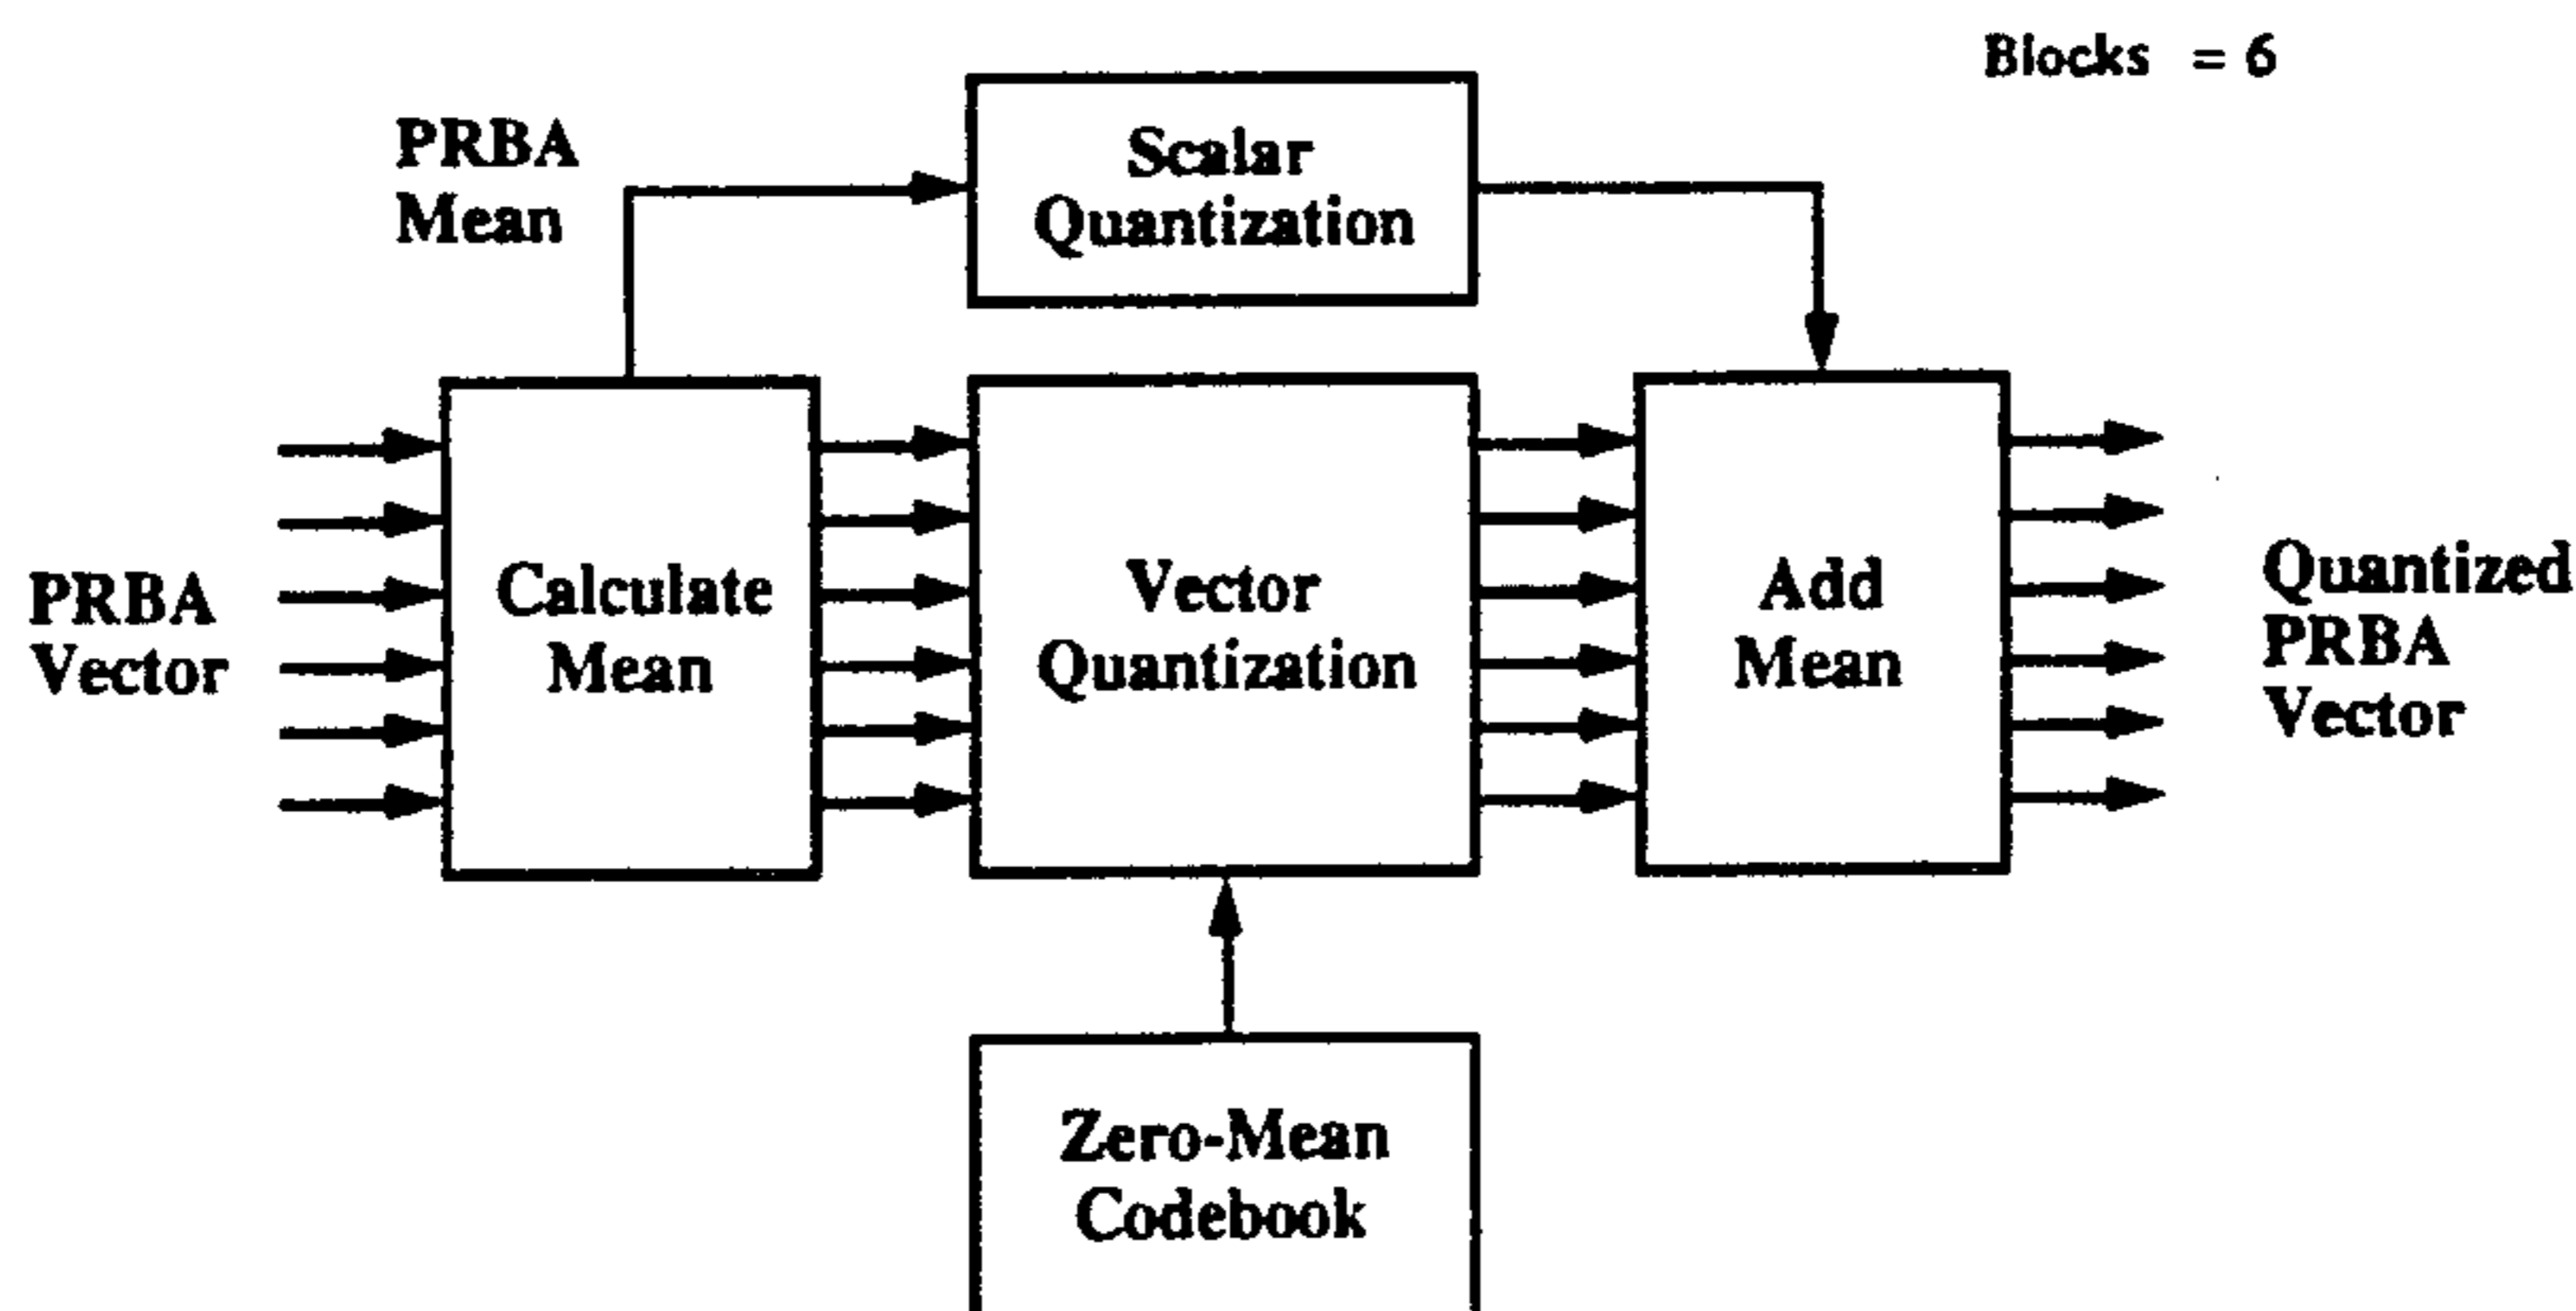 Blocks = 6
PRBA
Mean
Scalar
Quantization
PRBA
Vector
Calculate
Mean
Vector
Quantization
Add
Mean
Quantized
PRBA
Vector
Zero-Mean
Codebook